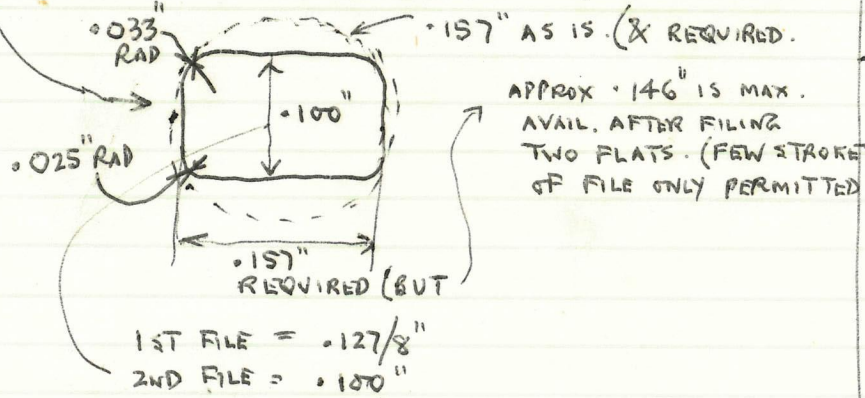 .033"
RAD
.157" AS IS. (& REQUIRED.
.100"
APPROX .146" IS MAX.
AVAIL. AFTER FILING
TWO FLATS. (FEW STROKE
OF FILE ONLY PERMITTED
.025" RAD
.157"
REQUIRED (BUT
1ST FILE = .127/8"
2ND FILE = .100"